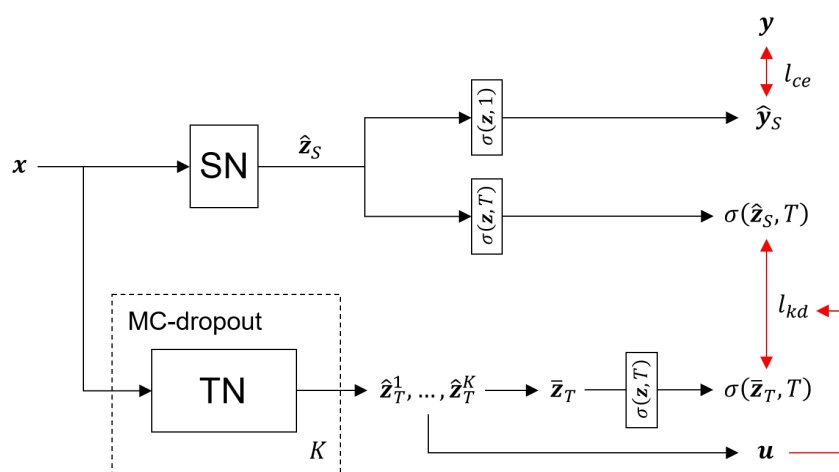 y
l_ce
σ(z,1)
ŷ_S
x
SN
ẑ_S
σ(z,T)
σ(ẑ_S,T)
MC-dropout
l_kd
TN
ẑ_T^1, …, ẑ_T^K
z̄_T
σ(z,T)
σ(z̄_T,T)
K
u